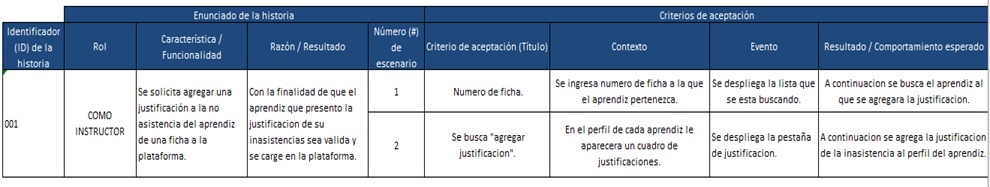 Enunciado de la historia
Criterios de aceptación
Identificador
(ID) de la
historia
Rol
Característica /
Funcionalidad
Razón / Resultado
Número (#)
de
escenario
Criterio de aceptación (Título)
Contexto
Evento
Resultado / Comportamiento esperado
001
COMO
INSTRUCTOR
Se solicita agregar una
justificación a la no
asistencia del aprendiz
de una ficha a la
plataforma.
Con la finalidad de que el
aprendiz que presento la
justificacion de su
inasistencias sea valida y
se cargue en la plataforma.
1
Numero de ficha.
Se ingresa numero de ficha a la que
el aprendiz pertenezca.
Se despliega la lista que
se esta buscando.
A continuacion se busca el aprendiz al
que se agregara la justificacion.
2
Se busca "agregar
justificacion".
En el perfil de cada aprendiz le
aparecera un cuadro de
justificaciones.
Se despliega la pestaña
de justificacion.
A continuacion se agrega la justificacion
de la inasistencia al perfil del aprendiz.